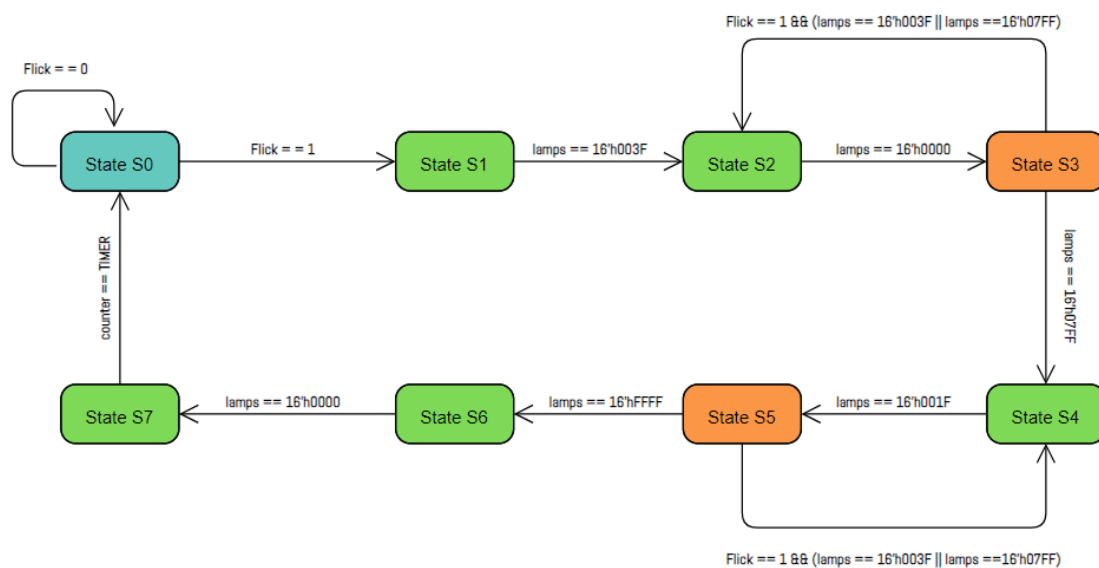 Flick == 1 && (lamps == 16'h003F || lamps ==16'h07FF)
Flick = = 0
State S0
Flick = = 1
State S1
lamps == 16'h003F
State S2
lamps == 16'h0000
State S3
counter == TIMER
lamps == 16'h07FF
State S7
lamps == 16'h0000
State S6
lamps == 16'hFFFF
State S5
lamps == 16'h001F
State S4
Flick == 1 && (lamps == 16'h003F || lamps ==16'h07FF)